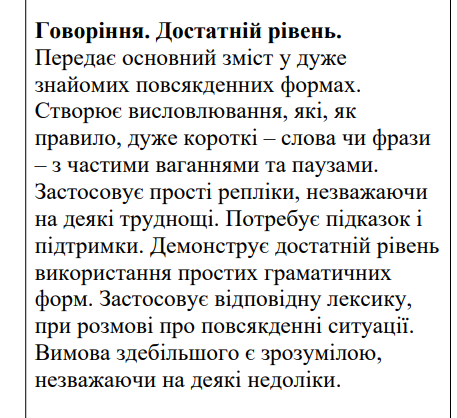 Говоріння. Достатній рівень.
Передає основний зміст у дуже
знайомих повсякденних формах.
Створює висловлювання, які, як
правило, дуже короткі – слова чи фрази
– з частими ваганнями та паузами.
Застосовує прості репліки, незважаючи
на деякі труднощі. Потребує підказок і
підтримки. Демонструє достатній рівень
використання простих граматичних
форм. Застосовує відповідну лексику,
при розмові про повсякденні ситуації.
Вимова здебільшого є зрозумілою,
незважаючи на деякі недоліки.